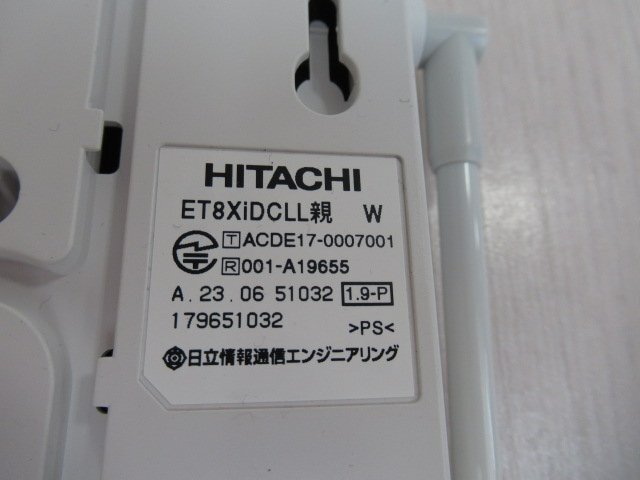 HITACHI
ET8XiDCLL親 W
T ACDE17-0007001
R 001-A19655
A. 23. 06 51032 1.9-P
179651032 >PS<
日立情報通信エンジニアリング